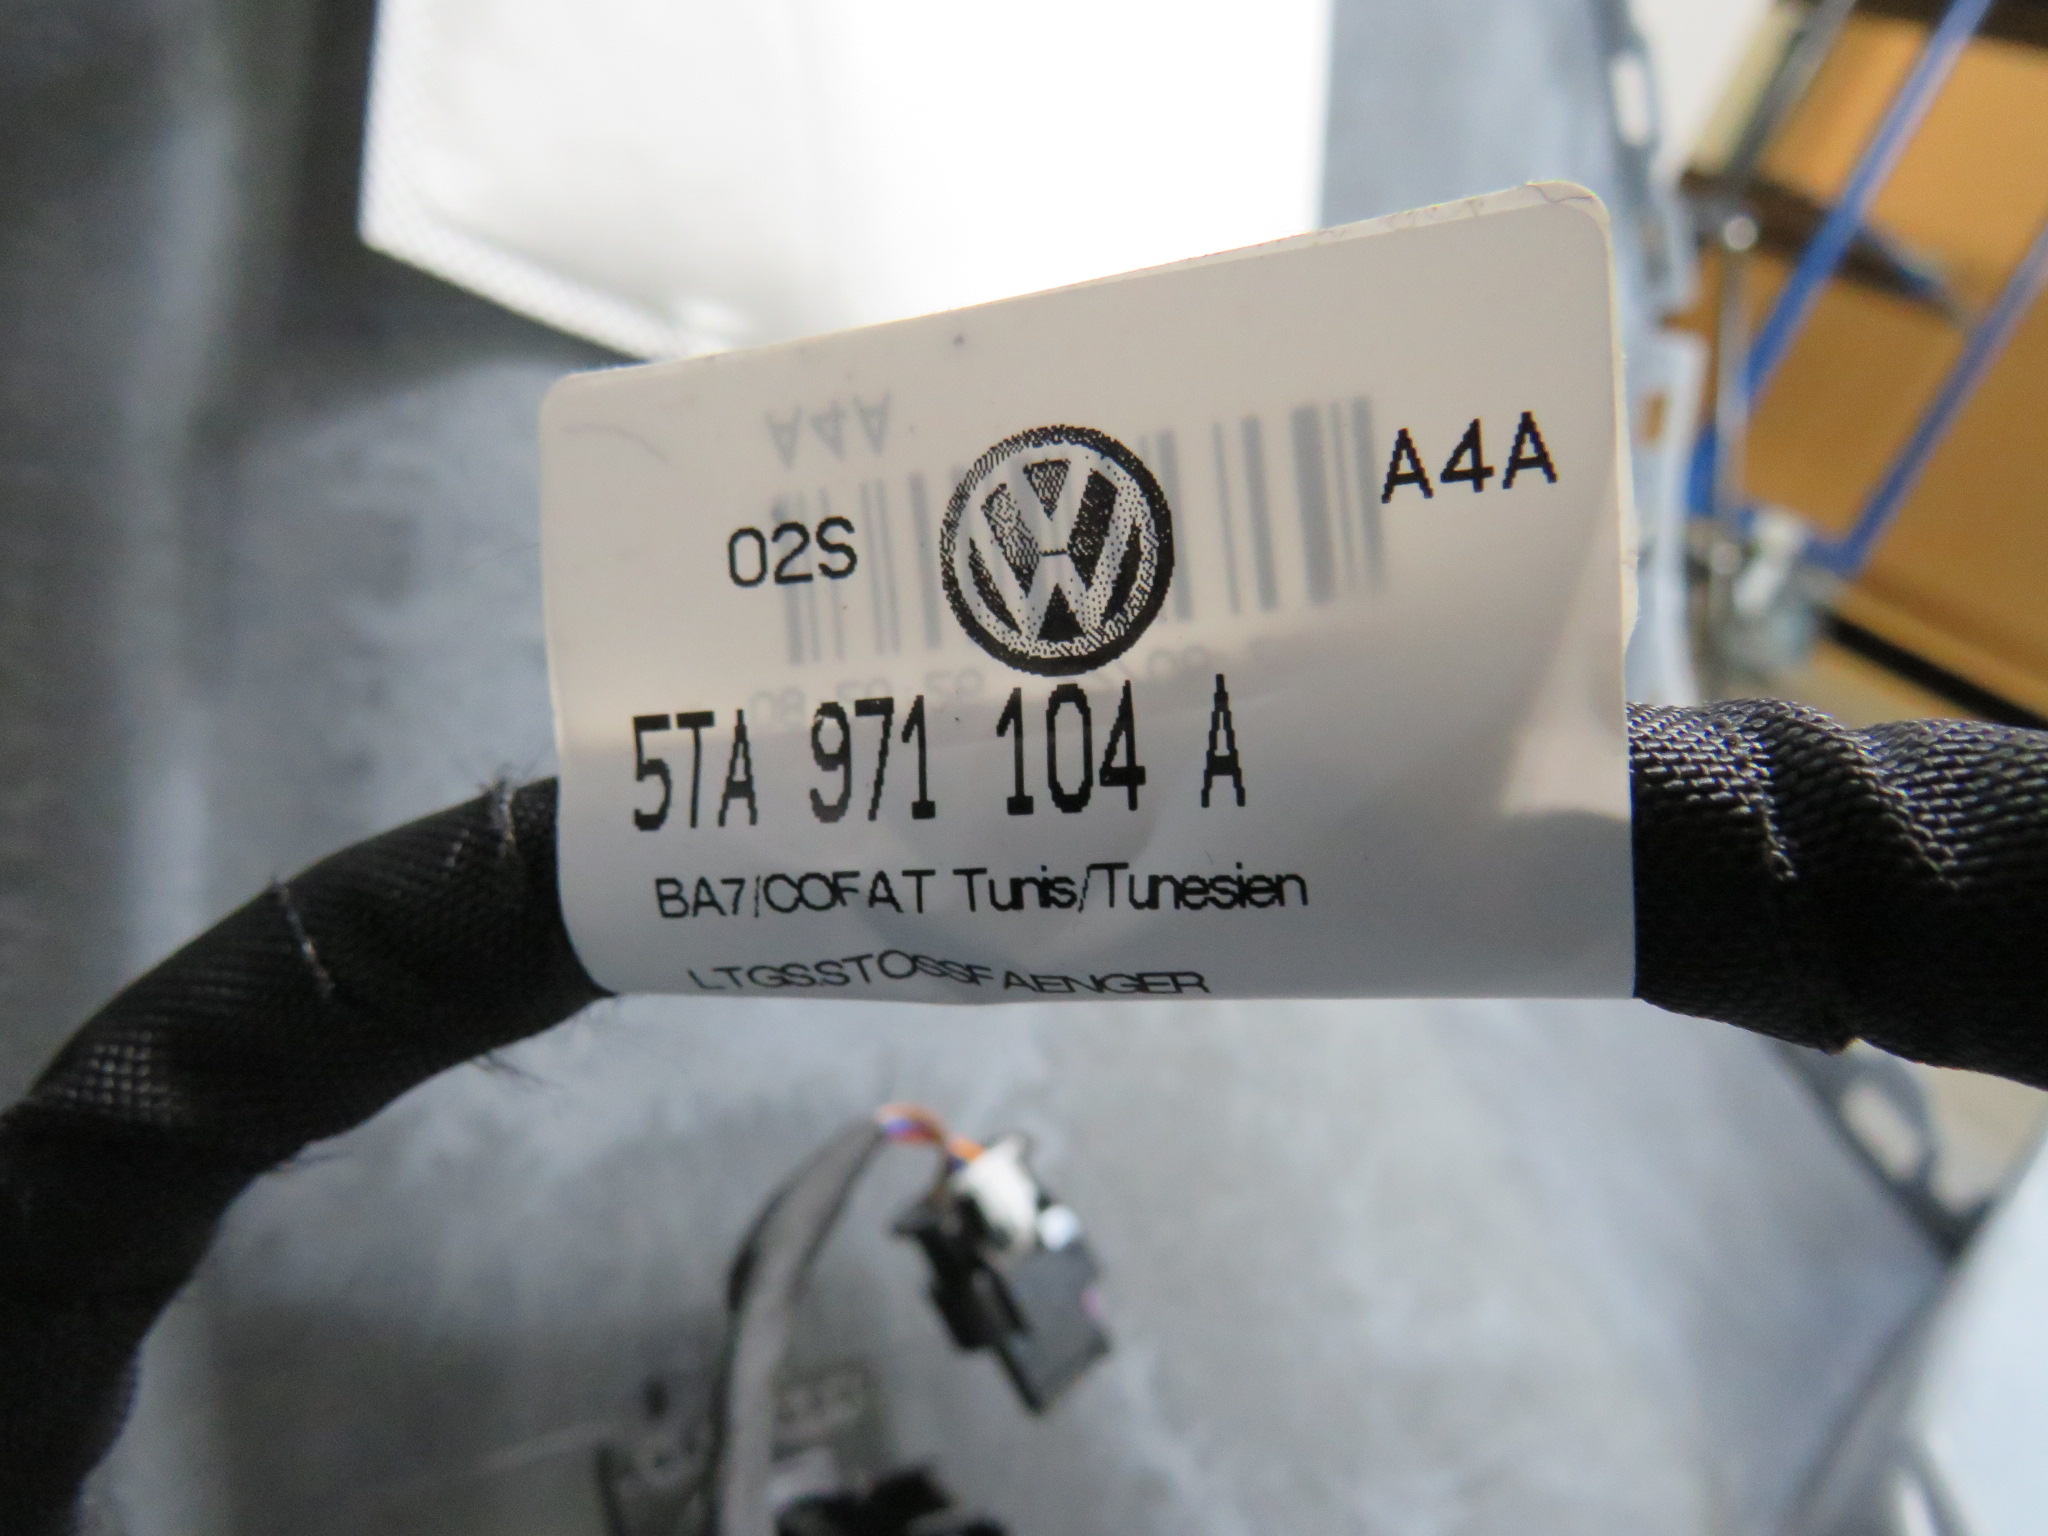 A4A
02S
5TA 971 104 A
BA7/COFAT Tunis/Tunesien
LTGS.STOSSFAENGER